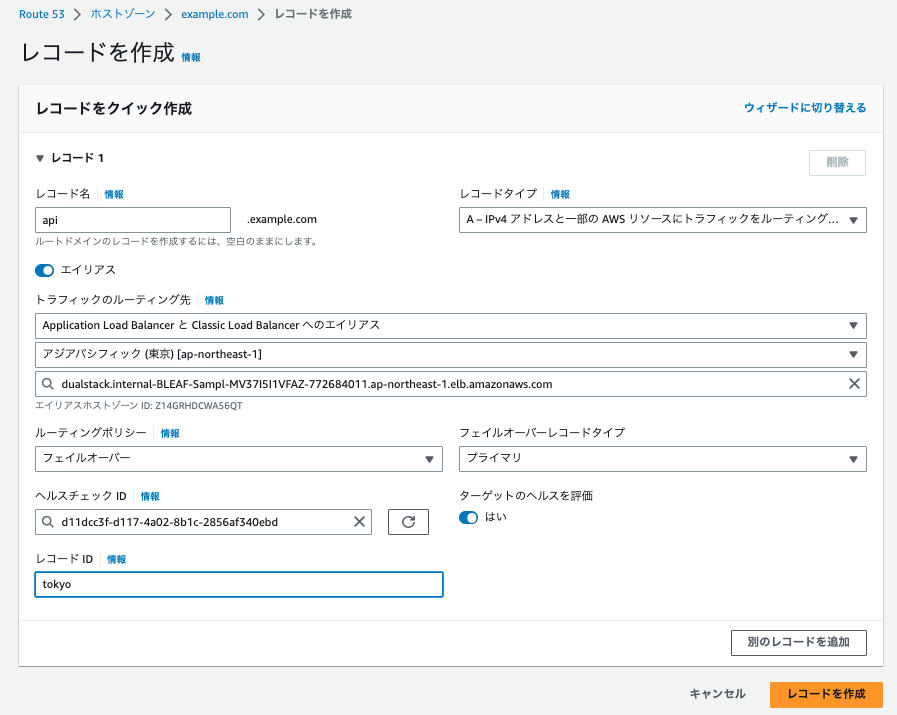 Route 53 > ホストゾーン > example.com > レコードを作成
レコードを作成 情報
レコードをクイック作成 ウィザードに切り替える
▼ レコード 1 削除
レコード名 情報 レコードタイプ 情報
api .example.com A – IPv4 アドレスと一部の AWS リソースにトラフィックをルーティング...
ルートドメインのレコードを作成するには、空白のままにします。
エイリアス
トラフィックのルーティング先 情報
Application Load Balancer と Classic Load Balancer へのエイリアス
アジアパシフィック (東京) [ap-northeast-1]
dualstack.internal-BLEAF-Sampl-MV37I5I1VFAZ-772684011.ap-northeast-1.elb.amazonaws.com
エイリアスホストゾーン ID: Z14GRHDCWA56QT
ルーティングポリシー 情報 フェイルオーバーレコードタイプ
フェイルオーバー プライマリ
ヘルスチェック ID 情報 ターゲットのヘルスを評価
d11dcc3f-d117-4a02-8b1c-2856af340ebd はい
レコード ID 情報
tokyo
別のレコードを追加
キャンセル レコードを作成